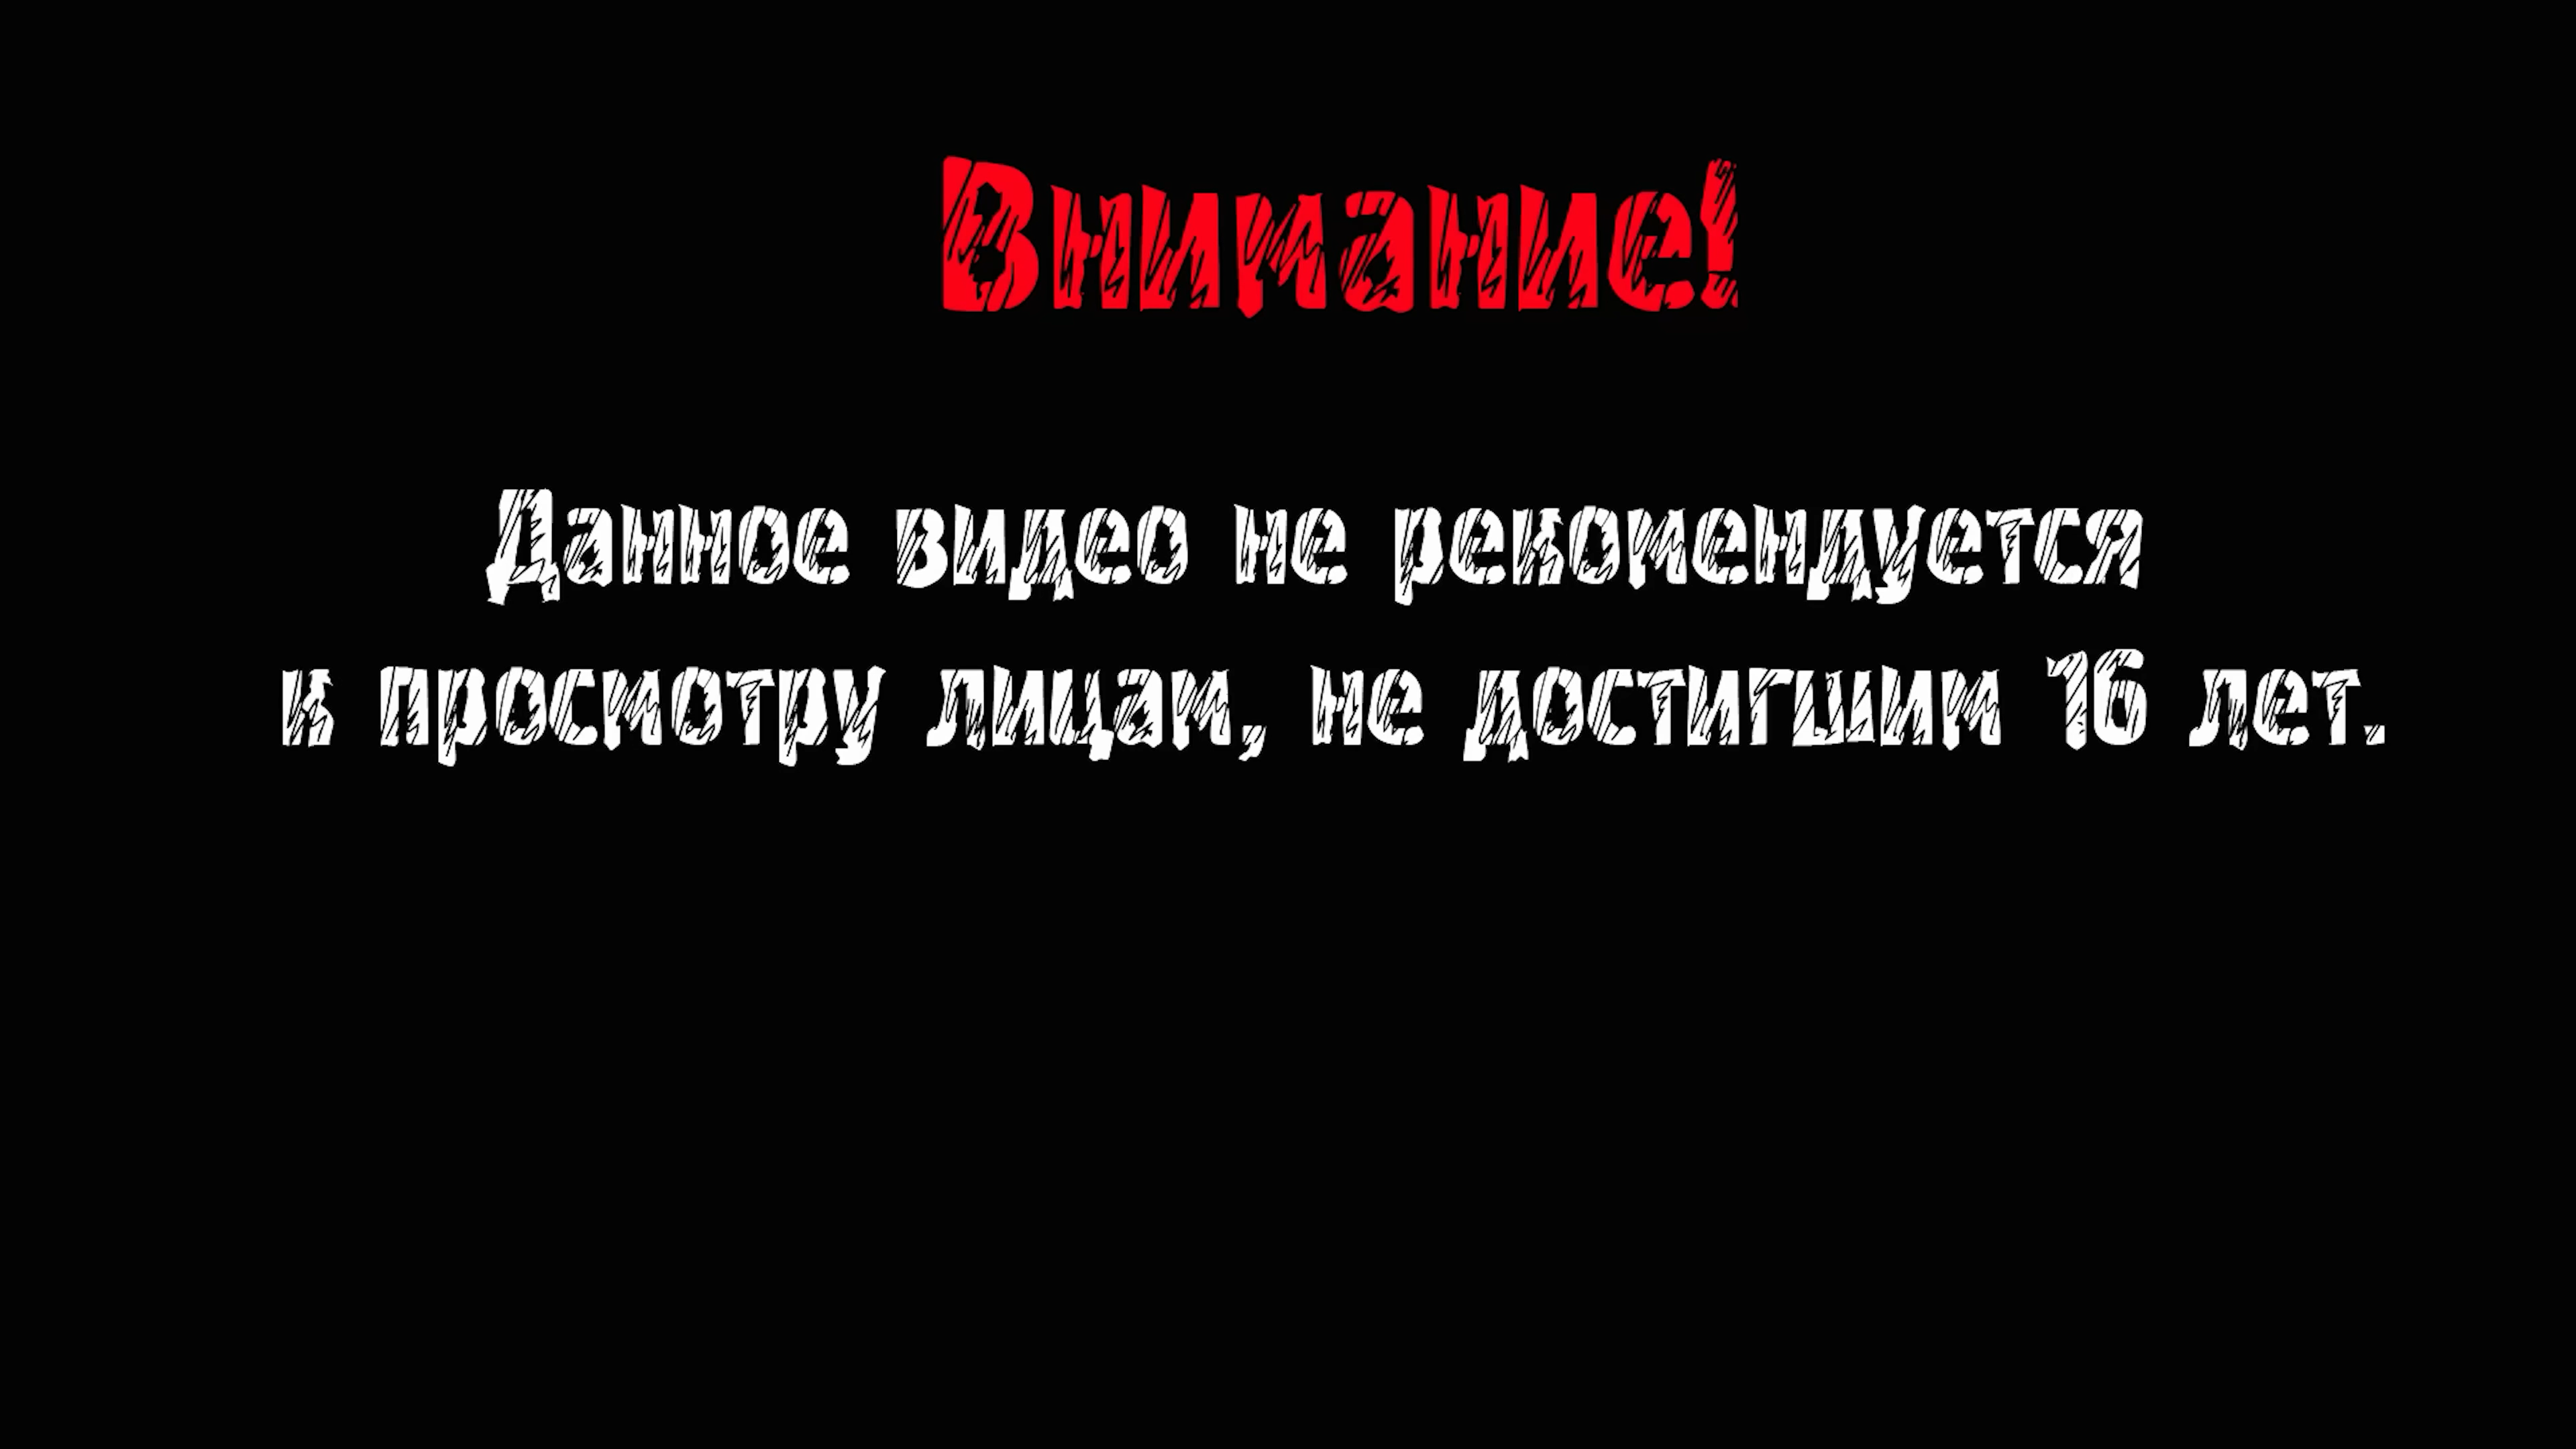 Внимание!
Данное видео не рекомендуется
к просмотру лицам, не достигшим 16 лет.